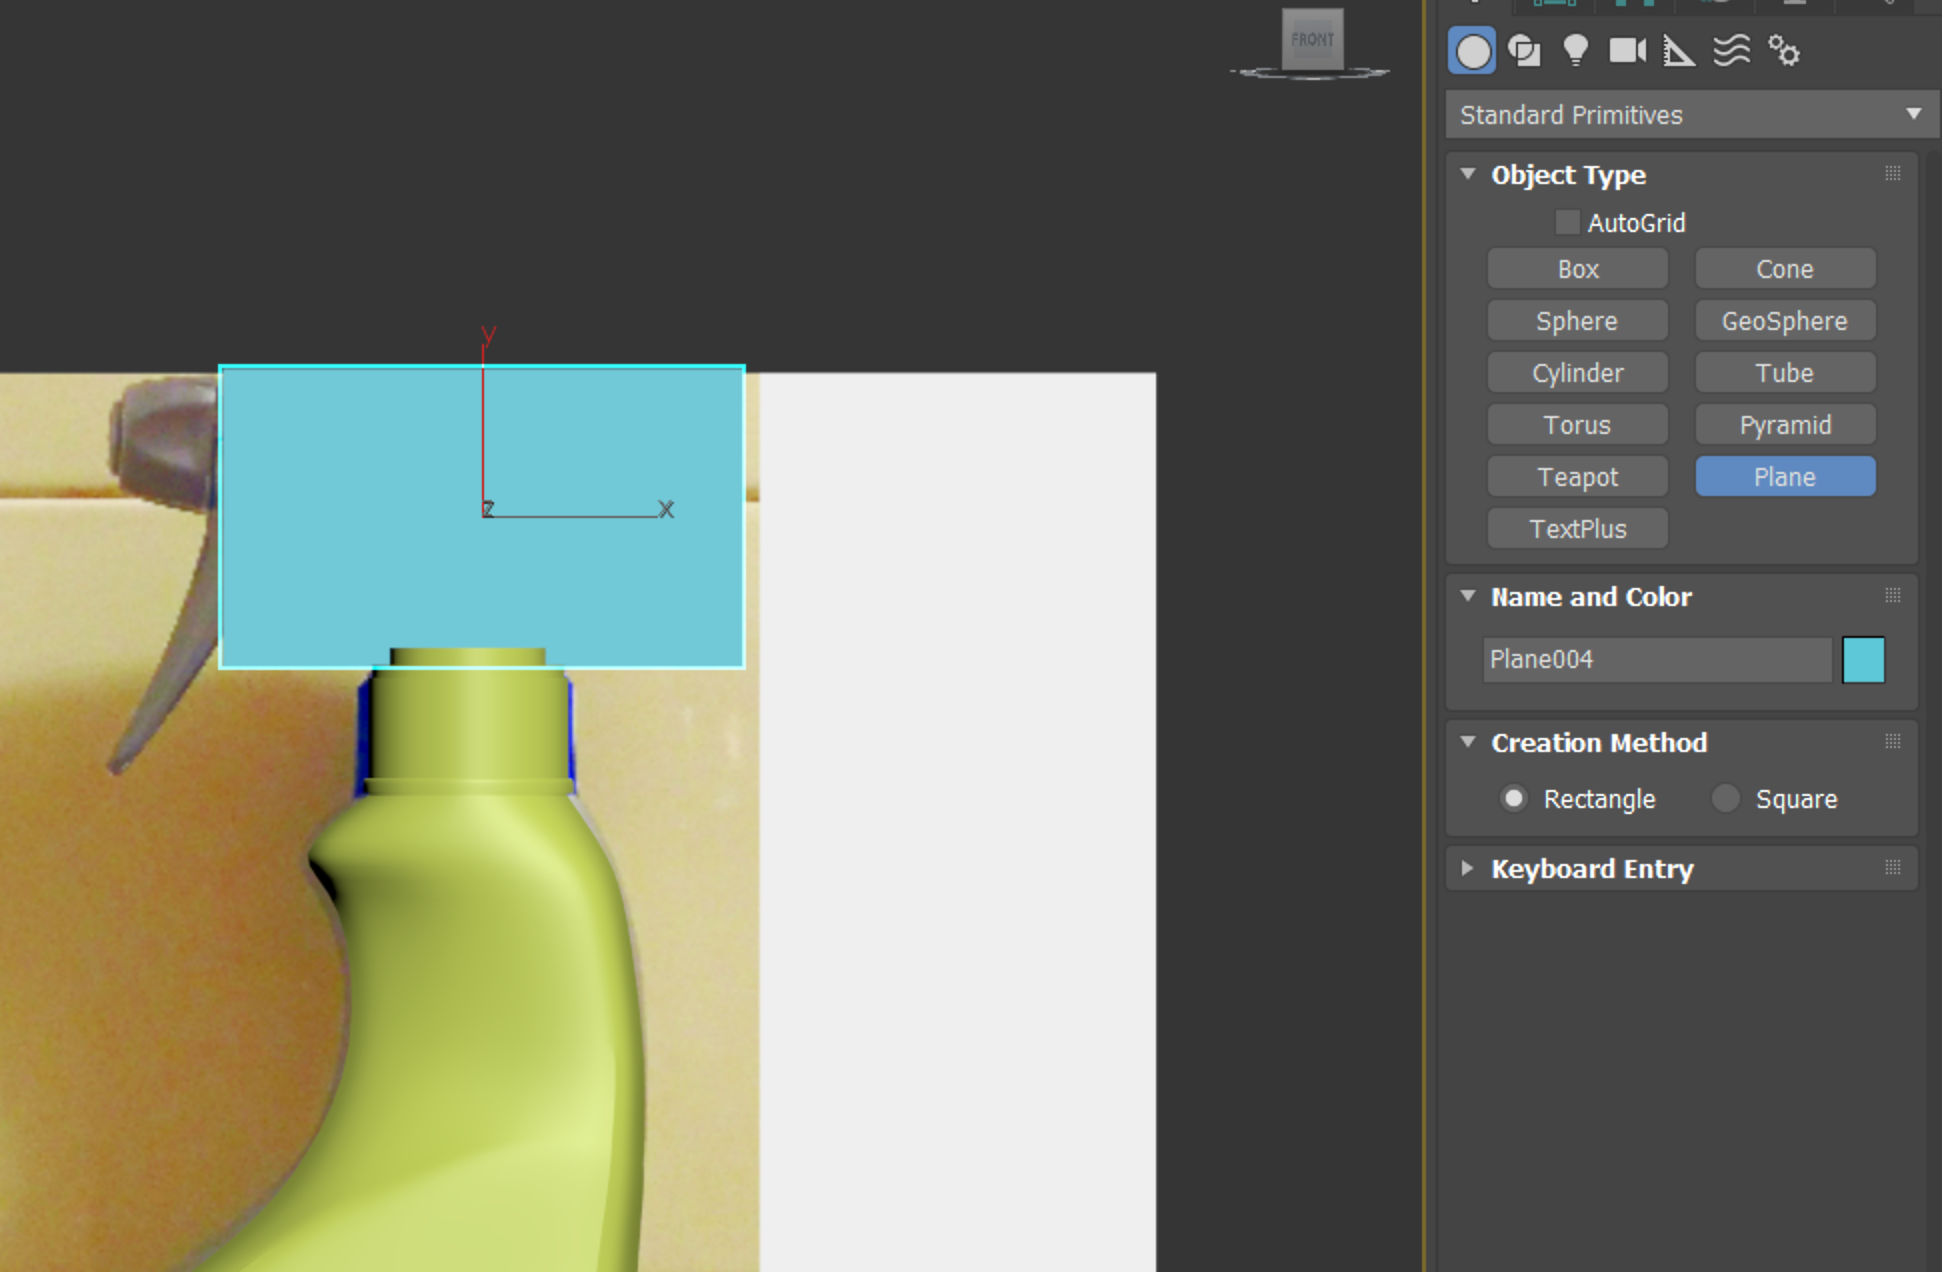 FRONT
Standard Primitives
Object Type
AutoGrid
Box Cone
Sphere GeoSphere
y
Cylinder Tube
Torus Pyramid
Teapot Plane
z x
TextPlus
Name and Color
Plane004
Creation Method
Rectangle Square
Keyboard Entry